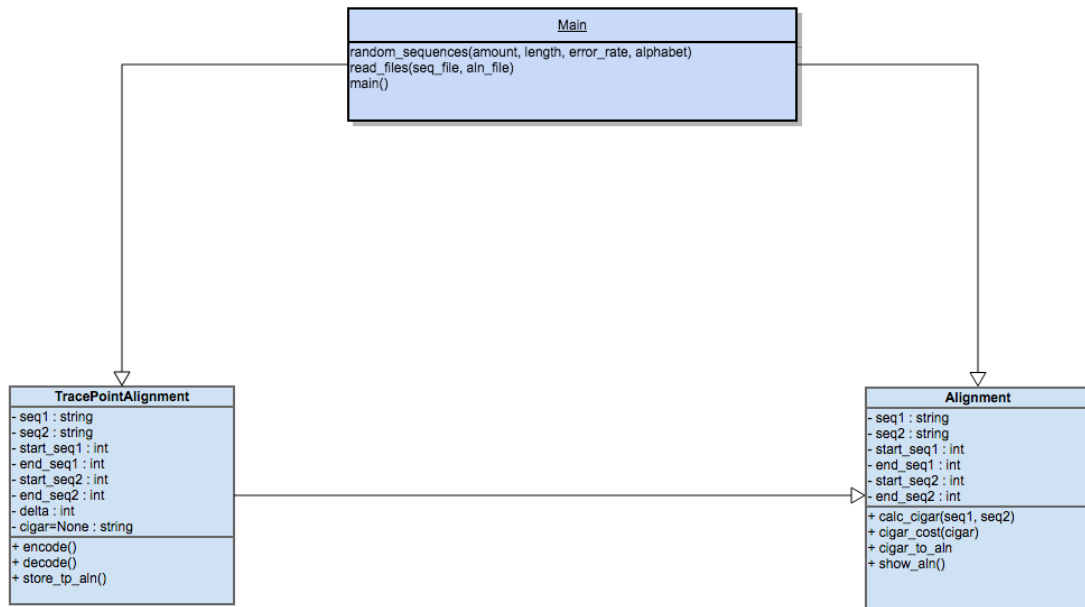 Main
random_sequences(amount, length, error_rate, alphabet)
read_files(seq_file, aln_file)
main()
TracePointAlignment
- seq1 : string
- seq2 : string
- start_seq1 : int
- end_seq1 : int
- start_seq2 : int
- end_seq2 : int
- delta : int
- cigar=None : string
+ encode()
+ decode()
+ store_tp_aln()
Alignment
- seq1 : string
- seq2 : string
- start_seq1 : int
- end_seq1 : int
- start_seq2 : int
- end_seq2 : int
+ calc_cigar(seq1, seq2)
+ cigar_cost(cigar)
+ cigar_to_aln
+ show_aln()